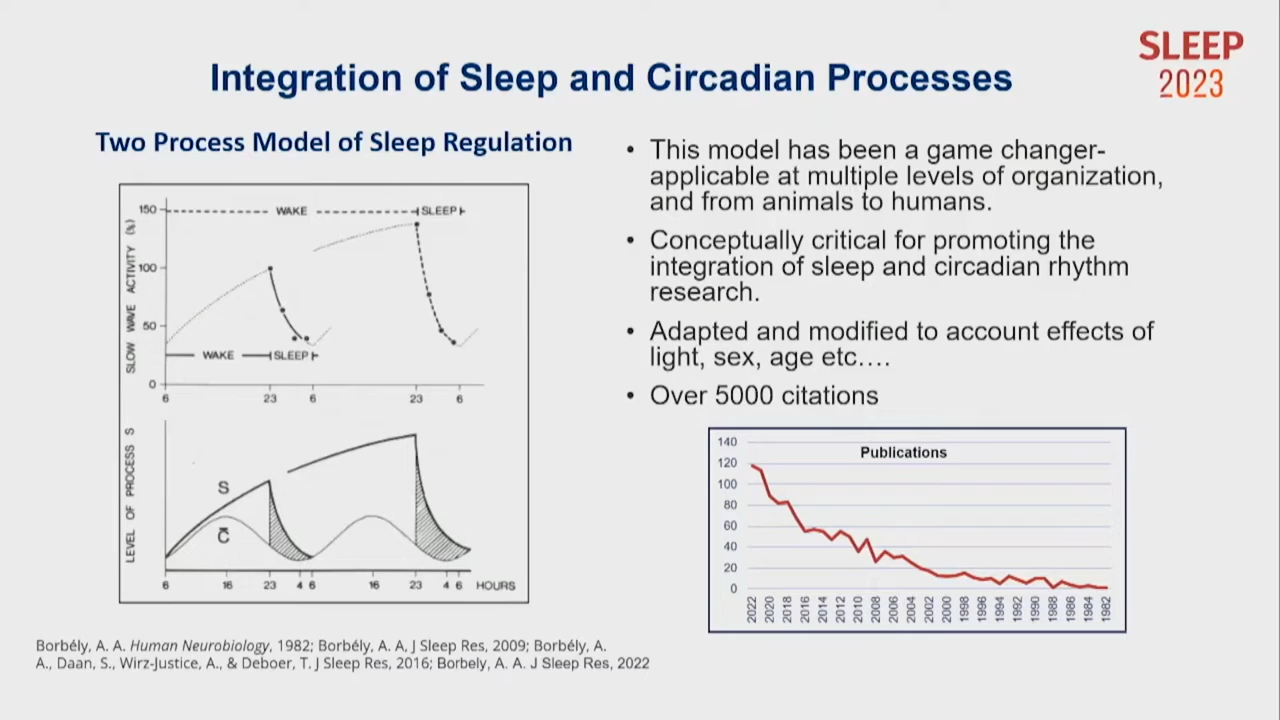 SLEEP
2023
Integration of Sleep and Circadian Processes
Two Process Model of Sleep Regulation
150
WAKE
SLEEP
SLOW WAVE ACTIVITY (%)
100
50
WAKE
SLEEP
0
6
23
6
23
6
LEVEL OF PROCESS S
S
C̄
6
16
23
4
6
16
23
4
6
HOURS
• This model has been a game changer-
applicable at multiple levels of organization,
and from animals to humans.
• Conceptually critical for promoting the
integration of sleep and circadian rhythm
research.
• Adapted and modified to account effects of
light, sex, age etc....
• Over 5000 citations
Publications
140
120
100
80
60
40
20
0
2022
2020
2018
2016
2014
2012
2010
2008
2006
2004
2002
2000
1998
1996
1994
1992
1990
1988
1986
1984
1982
Borbély, A. A. Human Neurobiology, 1982; Borbély, A. A, J Sleep Res, 2009; Borbély, A.
A., Daan, S., Wirz-Justice, A., & Deboer, T. J Sleep Res, 2016; Borbely, A. A. J Sleep Res, 2022